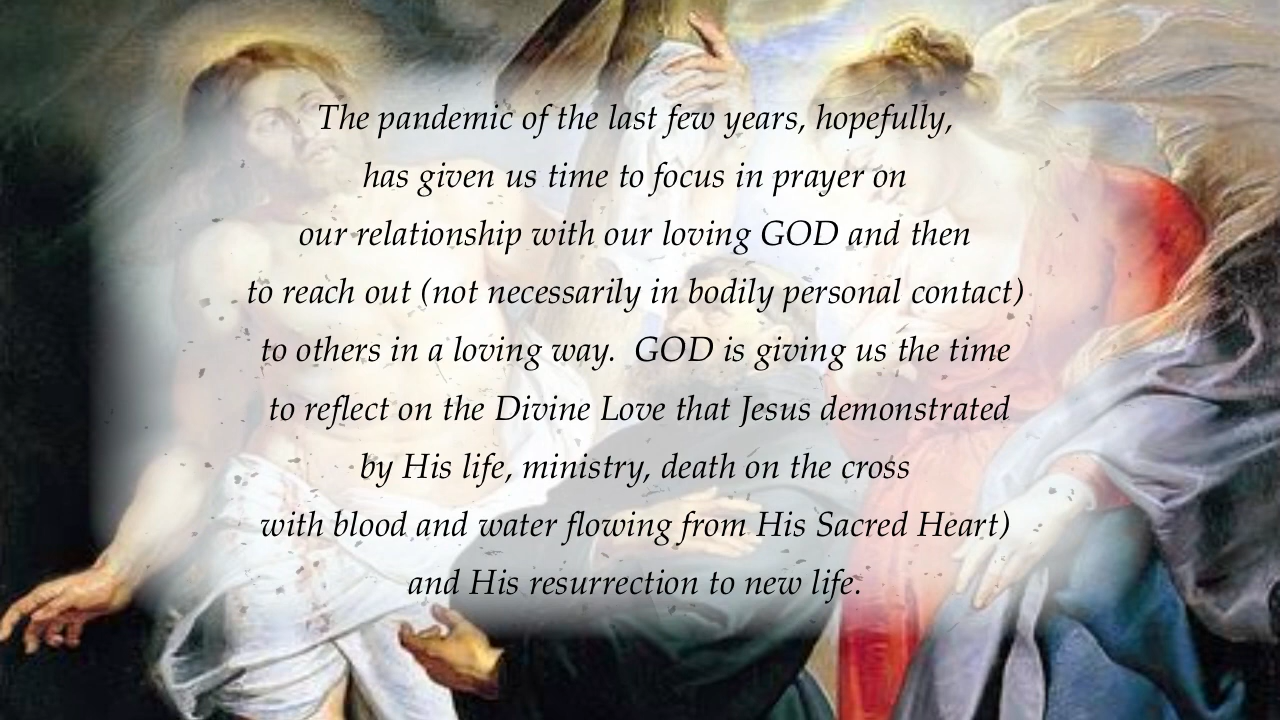 The pandemic of the last few years, hopefully,
has given us time to focus in prayer on
our relationship with our loving GOD and then
to reach out (not necessarily in bodily personal contact)
to others in a loving way.  GOD is giving us the time
to reflect on the Divine Love that Jesus demonstrated
by His life, ministry, death on the cross
with blood and water flowing from His Sacred Heart)
and His resurrection to new life.